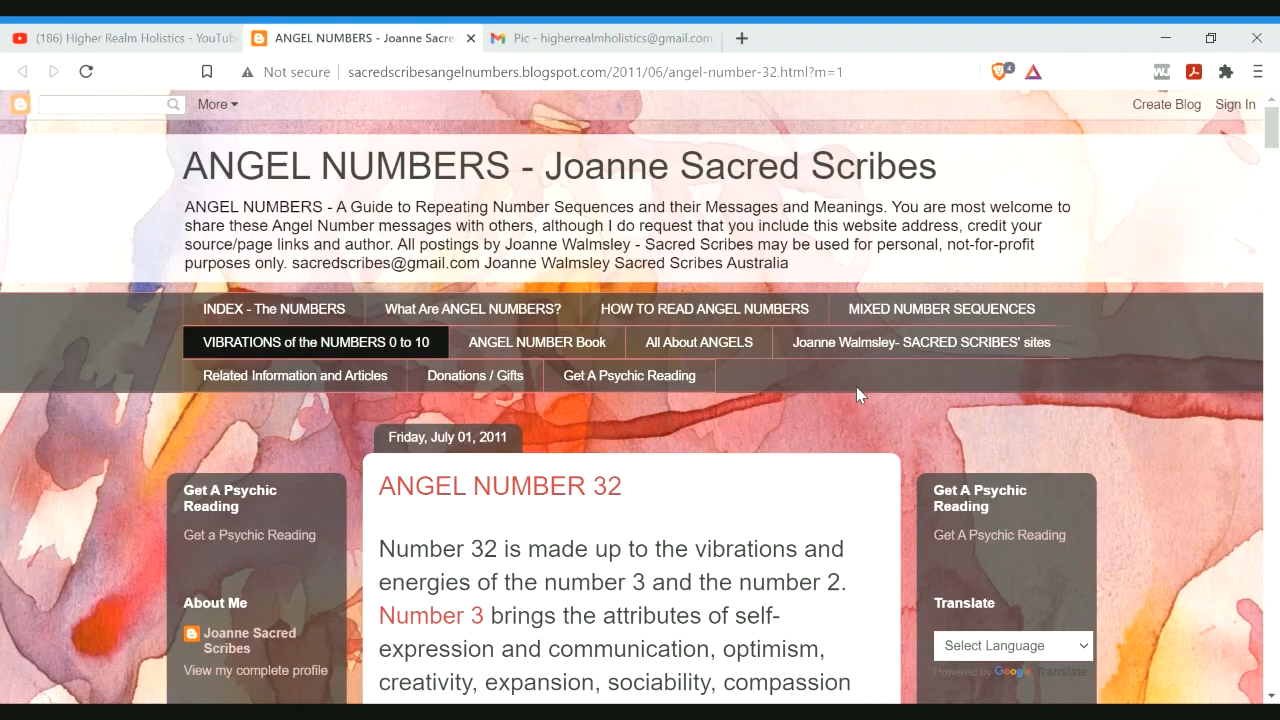 (186) Higher Realm Holistics - YouTub
ANGEL NUMBERS - Joanne Sacre
Pic - higherrealmholistics@gmail.com
Not secure
sacredscribesangelnumbers.blogspot.com/2011/06/angel-number-32.html?m=1
4
More
Create Blog
Sign In
ANGEL NUMBERS - Joanne Sacred Scribes
ANGEL NUMBERS - A Guide to Repeating Number Sequences and their Messages and Meanings. You are most welcome to
share these Angel Number messages with others, although I do request that you include this website address, credit your
source/page links and author. All postings by Joanne Walmsley - Sacred Scribes may be used for personal, not-for-profit
purposes only. sacredscribes@gmail.com Joanne Walmsley Sacred Scribes Australia
INDEX - The NUMBERS
What Are ANGEL NUMBERS?
HOW TO READ ANGEL NUMBERS
MIXED NUMBER SEQUENCES
VIBRATIONS of the NUMBERS 0 to 10
ANGEL NUMBER Book
All About ANGELS
Joanne Walmsley- SACRED SCRIBES' sites
Related Information and Articles
Donations / Gifts
Get A Psychic Reading
Friday, July 01, 2011
Get A Psychic
Reading
Get a Psychic Reading
About Me
Joanne Sacred
Scribes
View my complete profile
ANGEL NUMBER 32
Number 32 is made up to the vibrations and
energies of the number 3 and the number 2.
Number 3 brings the attributes of self-
expression and communication, optimism,
creativity, expansion, sociability, compassion
Get A Psychic
Reading
Get A Psychic Reading
Translate
Select Language
Powered by Google Translate